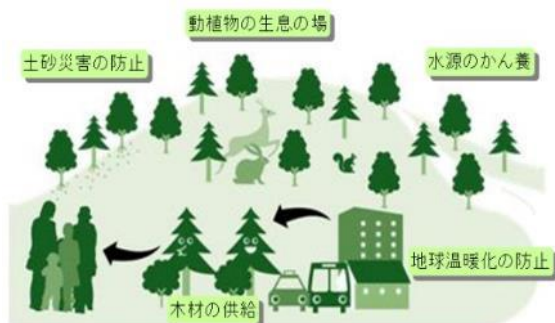 動植物の生息の場
土砂災害の防止
水源のかん養
地球温暖化の防止
木材の供給